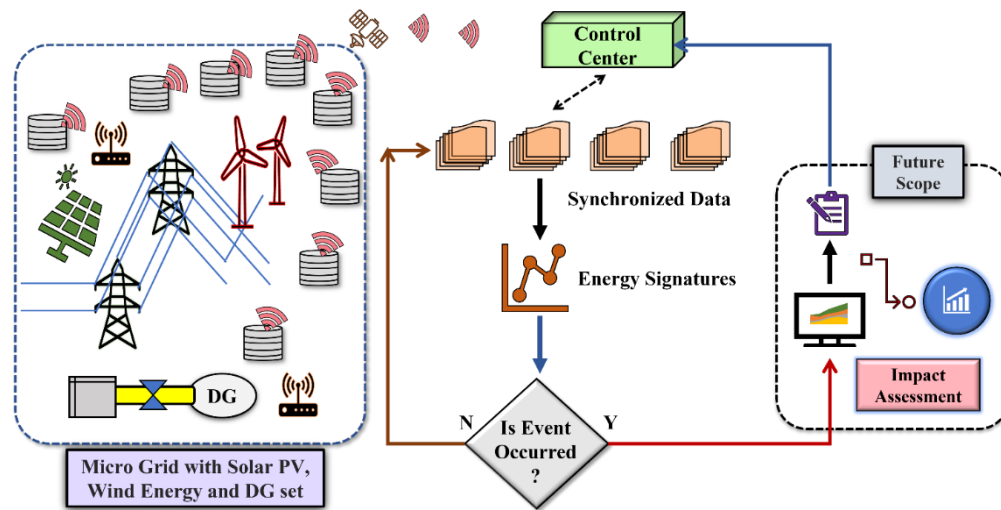 Control
Center
Future
Scope
Synchronized Data
Energy Signatures
Impact
Assessment
DG
N
Is Event
Occurred
?
Y
Micro Grid with Solar PV,
Wind Energy and DG set